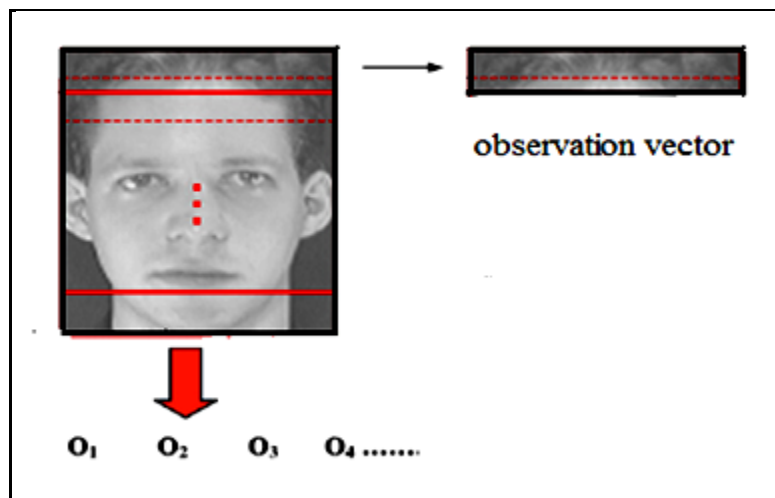 observation vector
O₁ O₂ O₃ O₄ .......